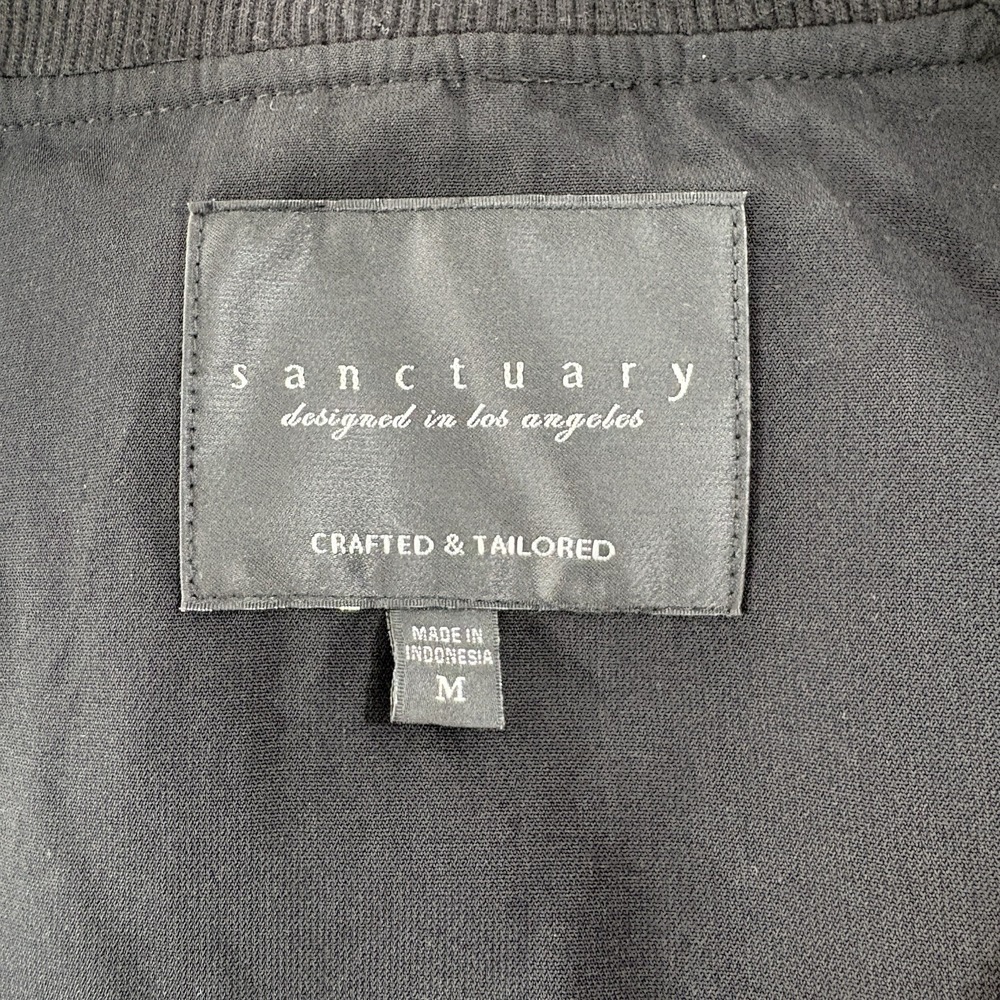 sanctuary
designed in los angeles
CRAFTED & TAILORED
MADE IN
INDONESIA
M